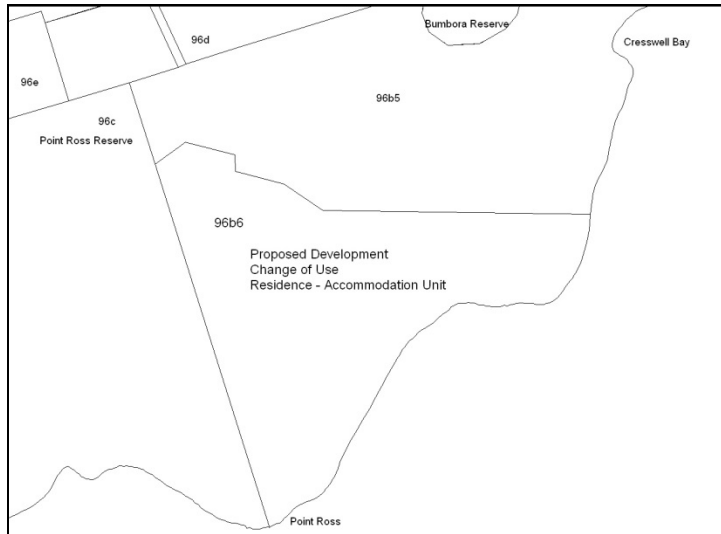 Bumbora Reserve
96d
Cresswell Bay
96e
96b5
96c
Point Ross Reserve
96b6
Proposed Development
Change of Use
Residence - Accommodation Unit
Point Ross